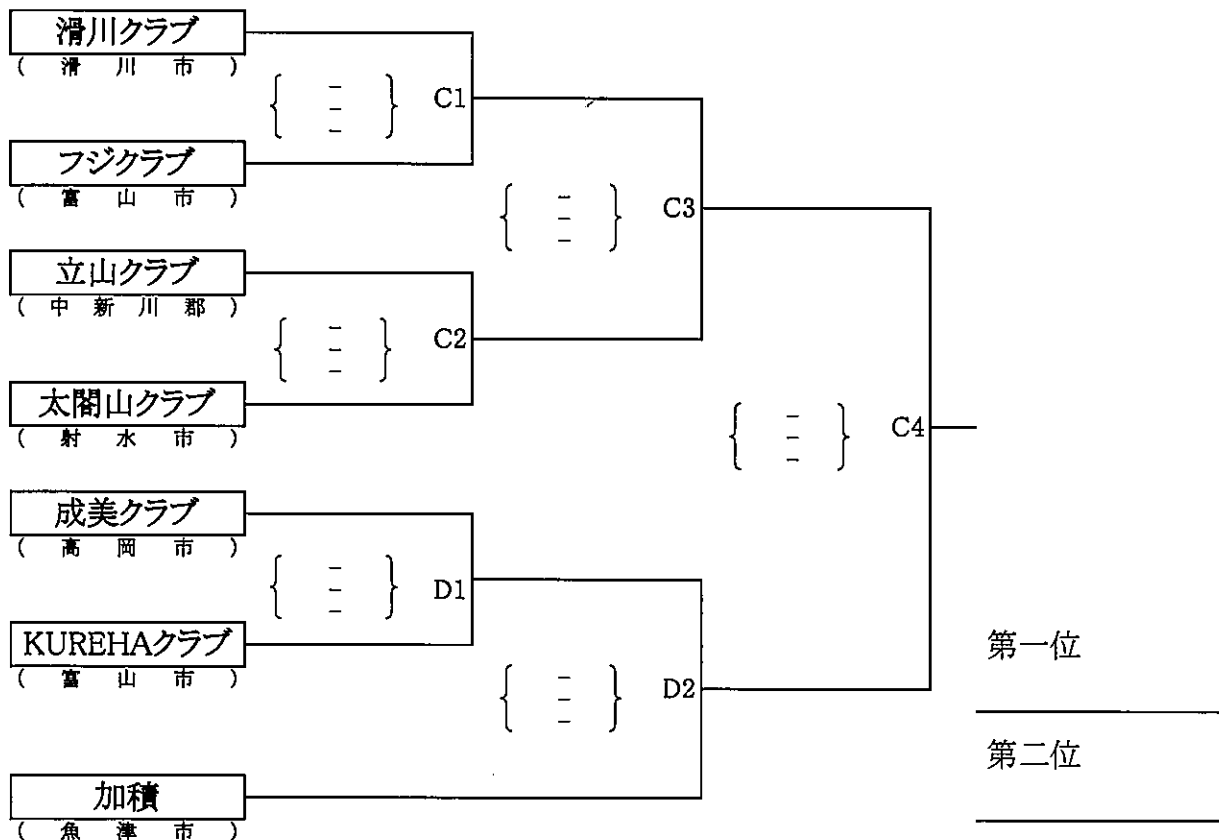 滑川クラブ
( 滑 川 市 )
{ － － － } C1
フジクラブ
( 富 山 市 )
{ － － － } C3
立山クラブ
( 中 新 川 郡 )
{ － － － } C2
太閤山クラブ
( 射 水 市 )
{ － － － } C4
成美クラブ
( 高 岡 市 )
{ － － － } D1
KUREHAクラブ
( 富 山 市 )
{ － － － } D2
加積
( 魚 津 市 )
第一位
第二位